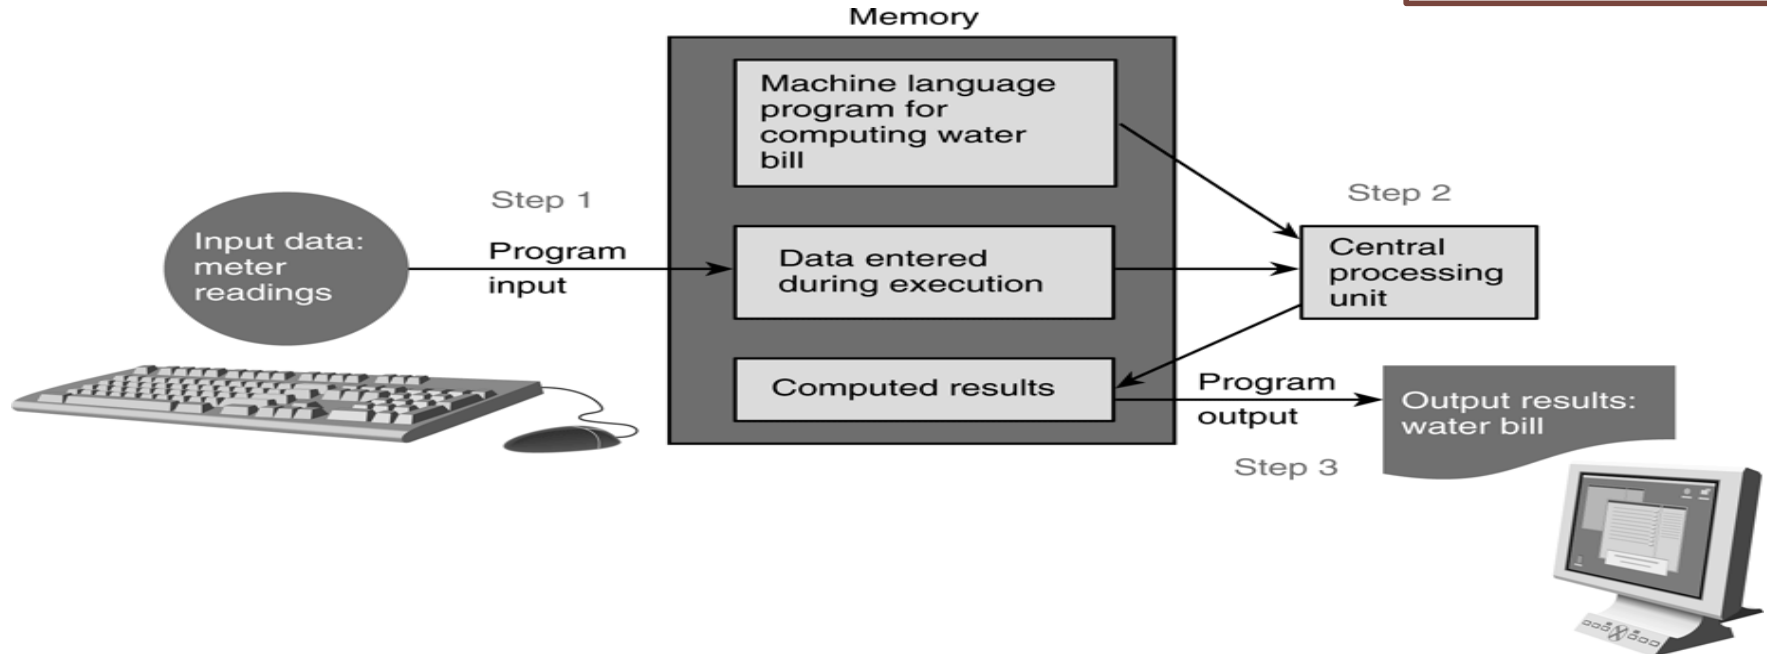 Memory
Machine language
program for
computing water
bill
Step 1
Step 2
Input data:
meter
readings
Program
input
Data entered
during execution
Central
processing
unit
Computed results
Program
output
Output results:
water bill
Step 3